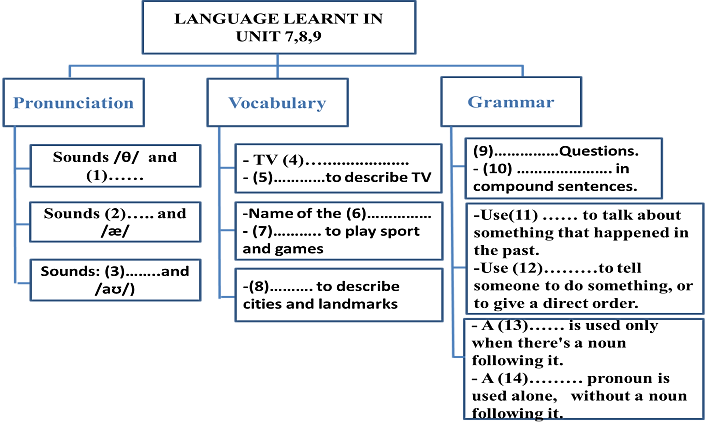 LANGUAGE LEARNT IN
UNIT 7,8,9
Pronunciation
Vocabulary
Grammar
Sounds /θ/ and
(1)……
Sounds (2)….. and
/æ/
Sounds: (3)……..and
/aʊ/)
- TV (4)…………………….
- (5)…………to describe TV
-Name of the (6)……………
- (7)……….. to play sport
and games
-(8)………. to describe
cities and landmarks
(9)……………Questions.
- (10) …………………. in
compound sentences.
-Use(11) …… to talk about
something that happened in
the past.
-Use (12)………to tell
someone to do something, or
to give a direct order.
- A (13)…… is used only
when there's a noun
following it.
- A (14)……… pronoun is
used alone, without a noun
following it.